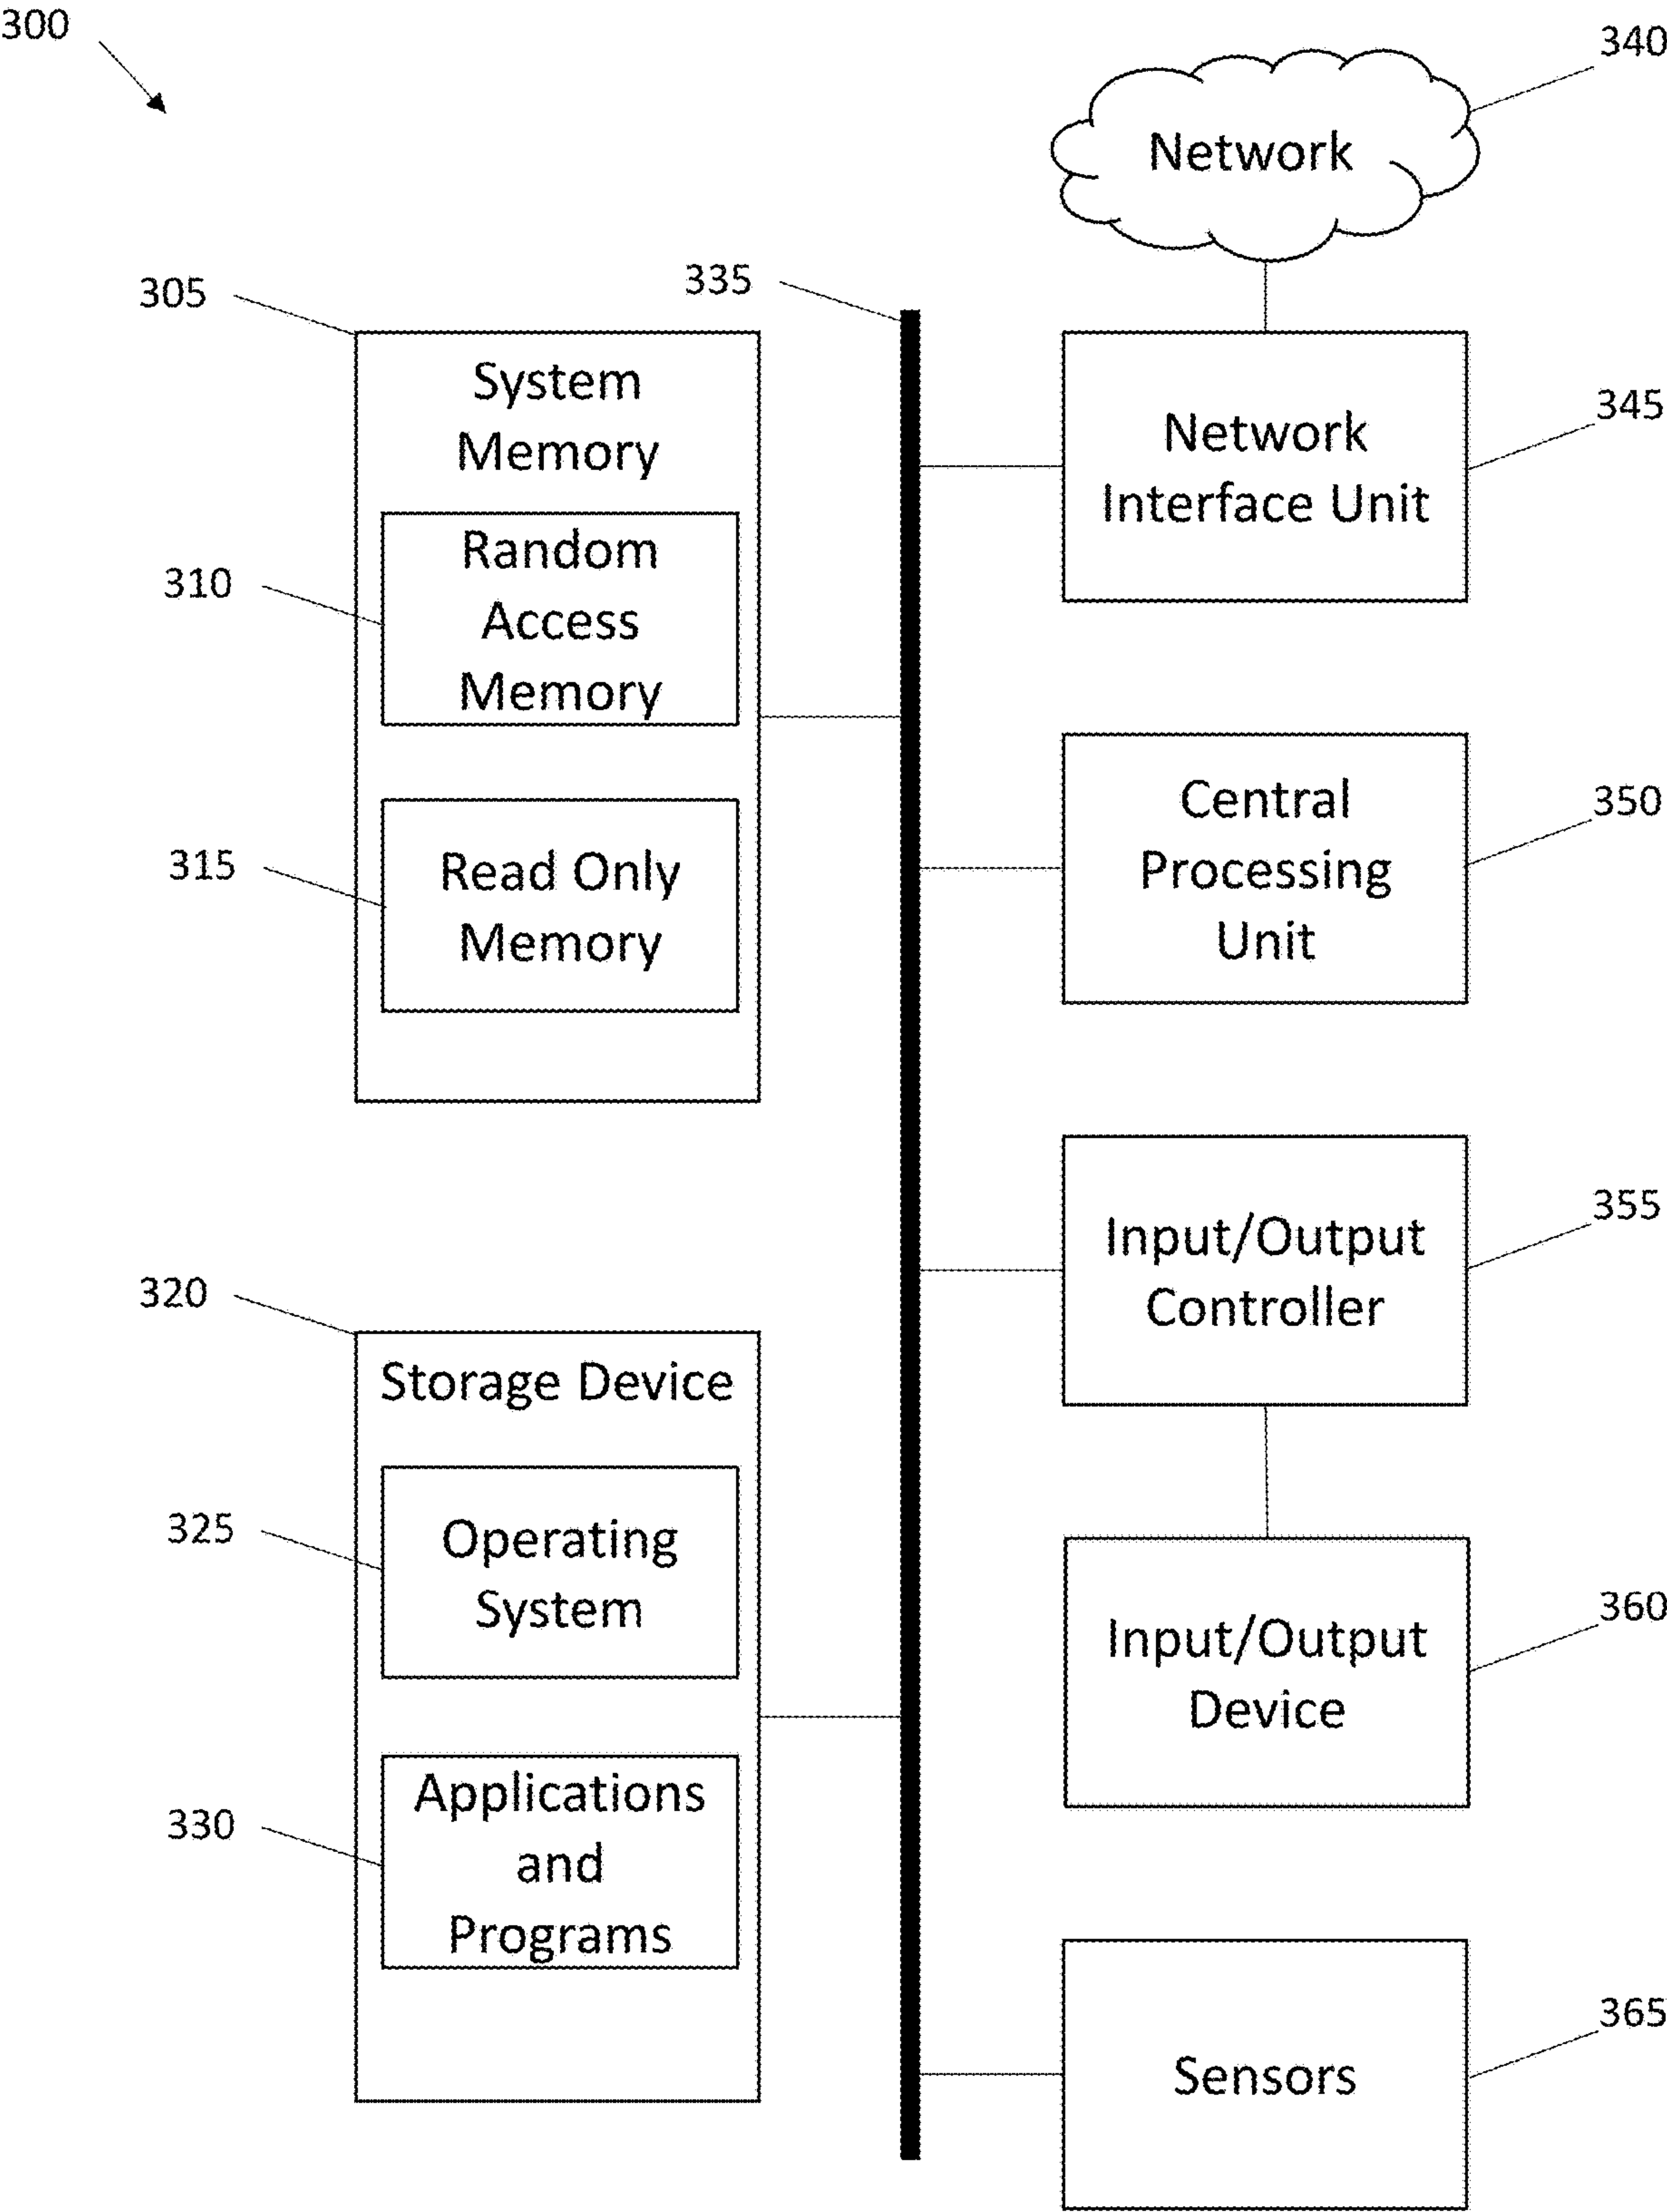 300
340
Network
335
305
System
Memory
310
Random
Access
Memory
315
Read Only
Memory
345
Network
Interface Unit
350
Central
Processing
Unit
355
Input/Output
Controller
320
Storage Device
325
Operating
System
330
Applications
and
Programs
360
Input/Output
Device
365
Sensors